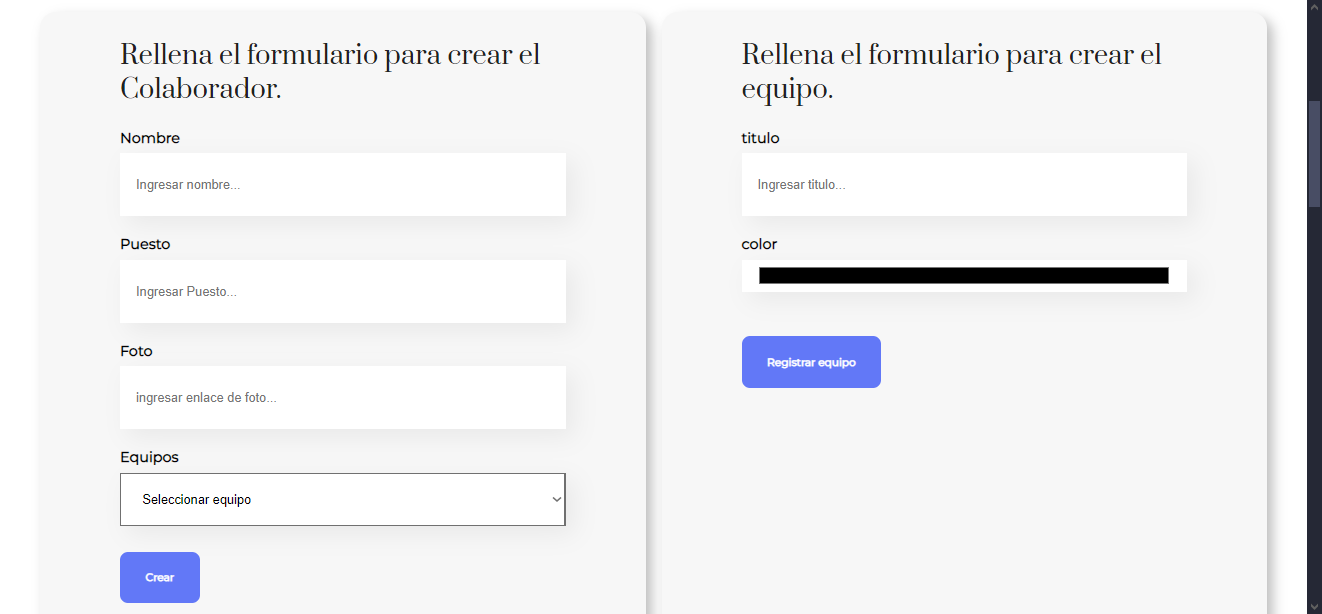 Rellena el formulario para crear el
Colaborador.
Nombre
Ingresar nombre...
Puesto
Ingresar Puesto...
Foto
ingresar enlace de foto...
Equipos
Seleccionar equipo
Crear
Rellena el formulario para crear el
equipo.
titulo
Ingresar titulo...
color
Registrar equipo